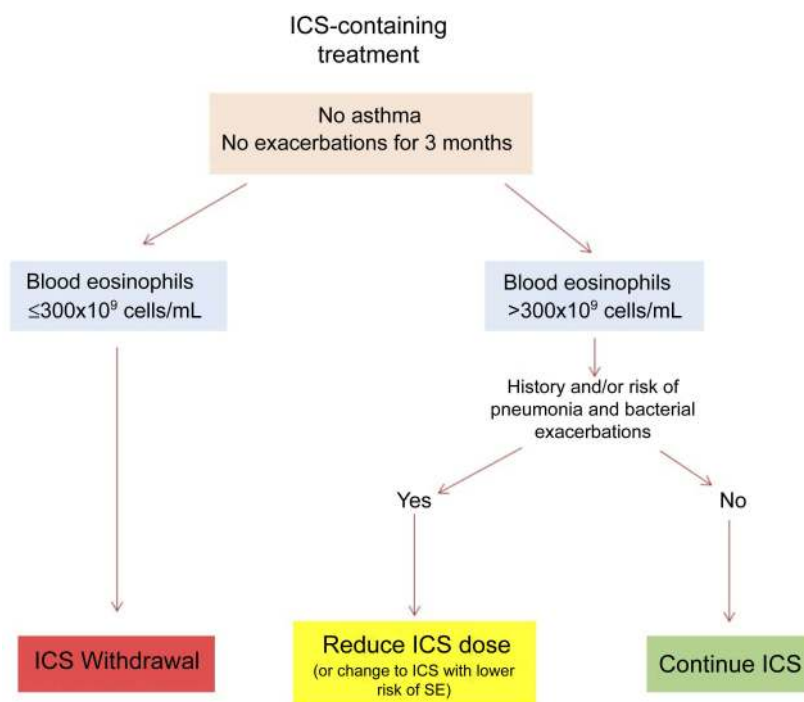 ICS-containing
treatment
No asthma
No exacerbations for 3 months
Blood eosinophils
≤300x10⁹ cells/mL
Blood eosinophils
>300x10⁹ cells/mL
History and/or risk of
pneumonia and bacterial
exacerbations
Yes
No
ICS Withdrawal
Reduce ICS dose
(or change to ICS with lower
risk of SE)
Continue ICS